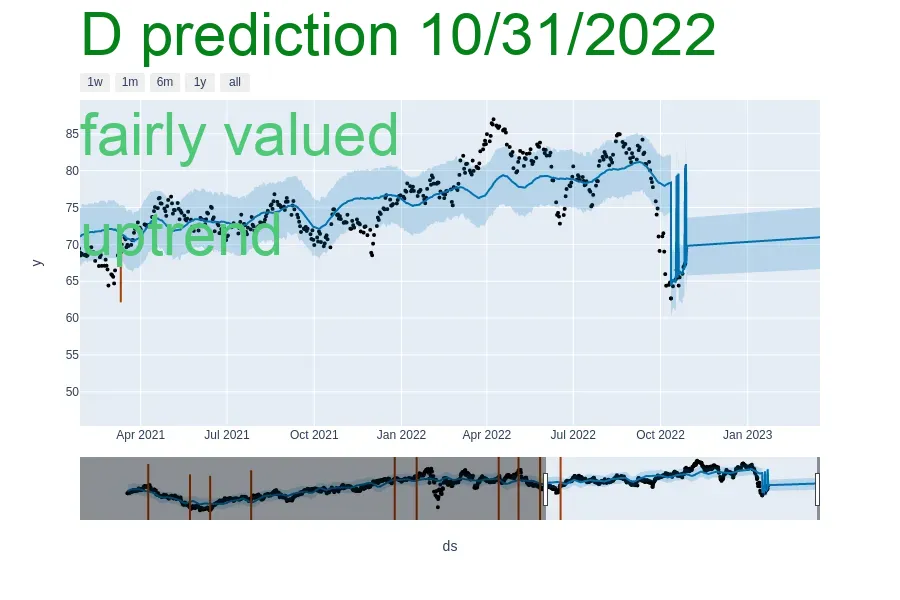 D prediction 10/31/2022
1w 1m 6m 1y all
fairly valued
uptrend
85
80
75
70
65
60
55
50
y
Apr 2021 Jul 2021 Oct 2021 Jan 2022 Apr 2022 Jul 2022 Oct 2022 Jan 2023
ds